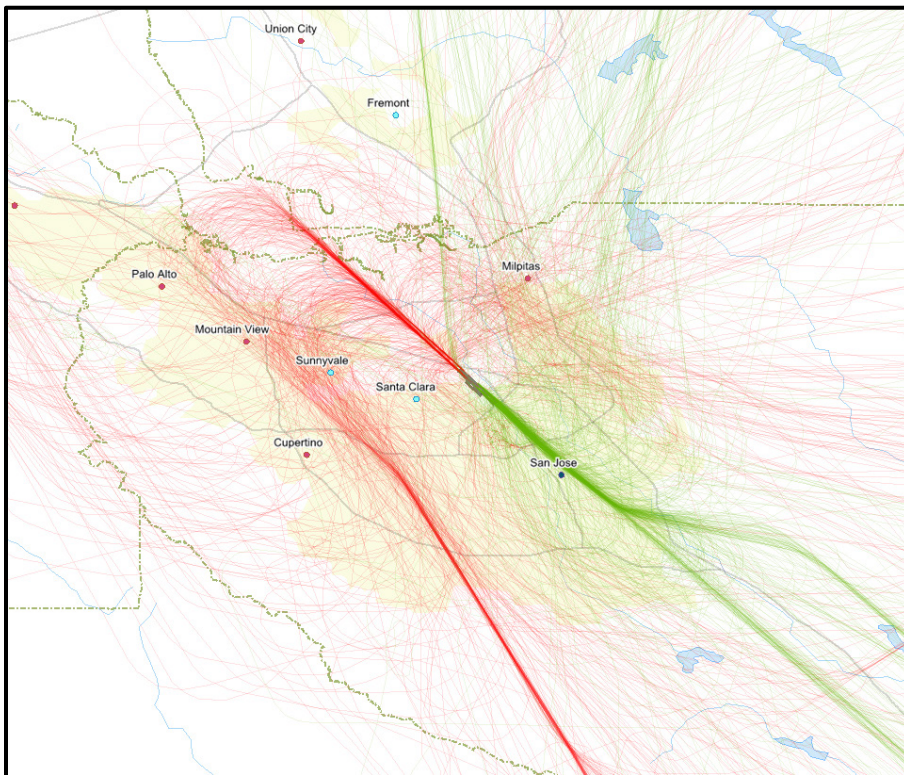 Union City
Fremont
Milpitas
Palo Alto
Mountain View
Sunnyvale
Santa Clara
Cupertino
San Jose